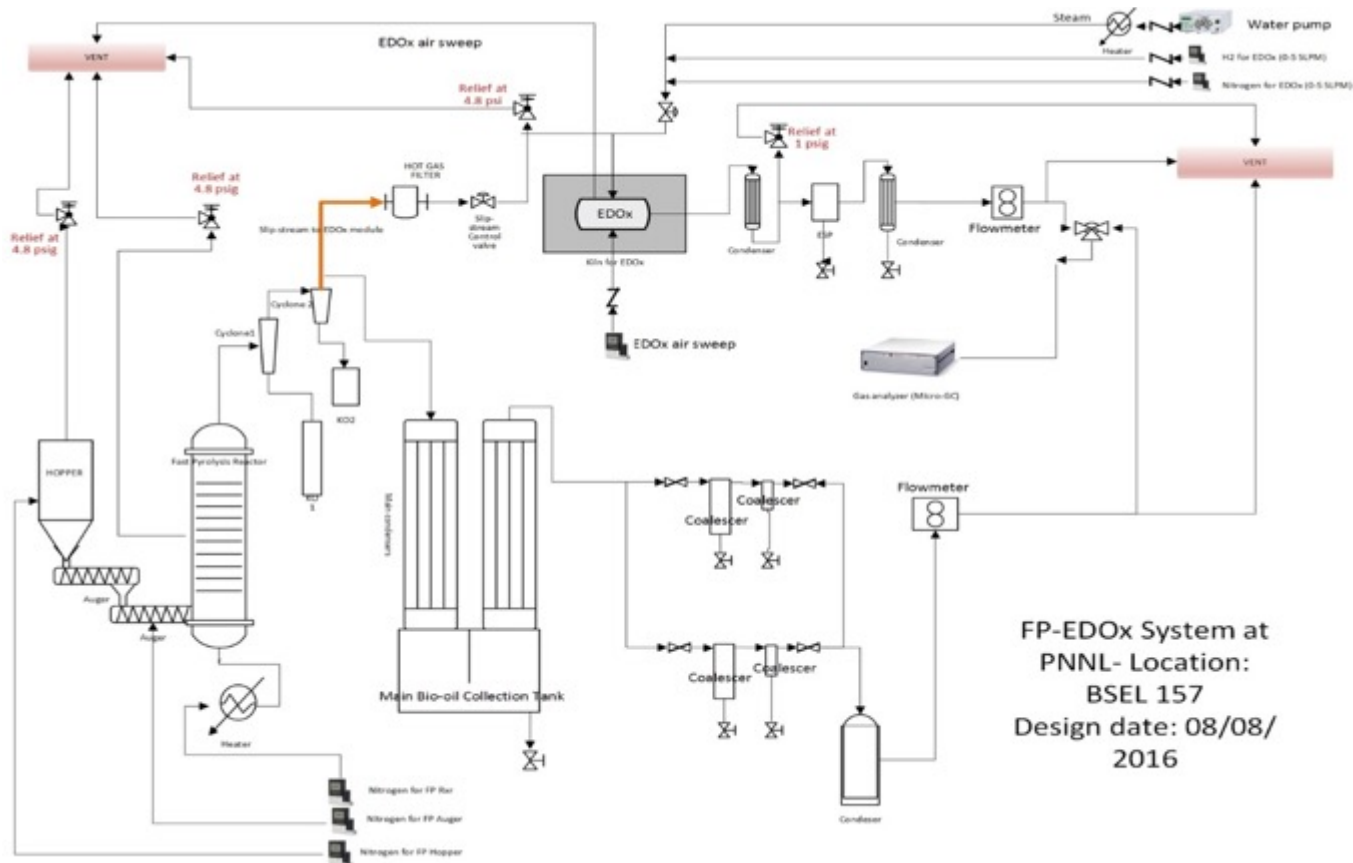 Steam
Water pump
Heater
EDOx air sweep
VENT
H2 for EDOx (0-5 SLPM)
Nitrogen for EDOx (0-5 SLPM)
Relief at
4.8 psi
Relief at
1 psig
VENT
HOT GAS
FILTER
Relief at
4.8 psig
Relief at
4.8 psig
EDOx
Slip-stream to EDOx module
Slip-
stream
Control
valve
Condenser
ESP
Condenser
Flowmeter
Kiln for EDOx
Cyclone 2
Cyclone1
EDOx air sweep
Gas analyzer (Micro-GC)
KO2
Fast Pyrolysis Reactor
HOPPER
1
Main condensers
Flowmeter
Coalescer
Coalescer
Auger
Auger
FP-EDOx System at
PNNL- Location:
BSEL 157
Design date: 08/08/
2016
Coalescer
Coalescer
Main Bio-oil Collection Tank
Heater
Nitrogen for FP Rxr
Nitrogen for FP Auger
Condeser
Nitrogen for FP Hopper